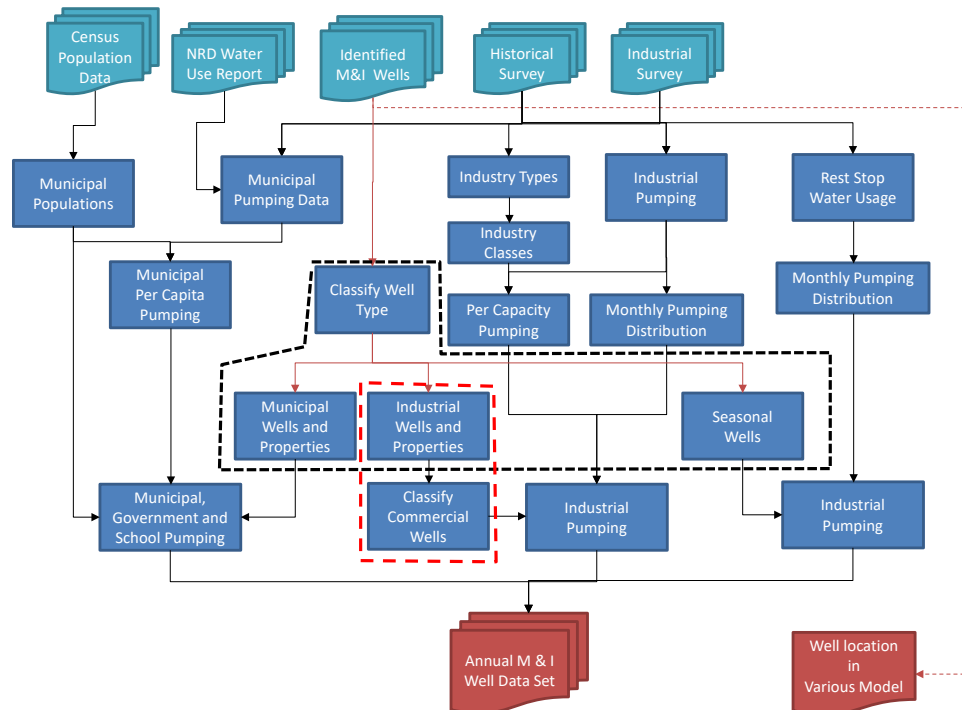 Census
Population
Data
NRD Water
Use Report
Identified
M&I Wells
Historical
Survey
Industrial
Survey
Municipal
Populations
Municipal
Pumping Data
Industry Types
Industrial
Pumping
Rest Stop
Water Usage
Industry
Classes
Municipal
Per Capita
Pumping
Classify Well
Type
Per Capacity
Pumping
Monthly Pumping
Distribution
Monthly Pumping
Distribution
Municipal
Wells and
Properties
Industrial
Wells and
Properties
Seasonal
Wells
Municipal,
Government and
School Pumping
Classify
Commercial
Wells
Industrial
Pumping
Industrial
Pumping
Annual M & I
Well Data Set
Well location
in
Various Model